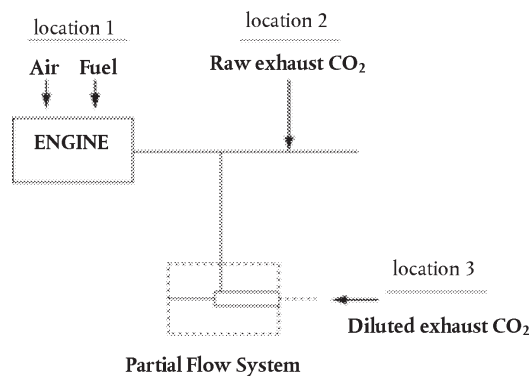 location 1
location 2
Air Fuel
Raw exhaust CO₂
ENGINE
location 3
Diluted exhaust CO₂
Partial Flow System